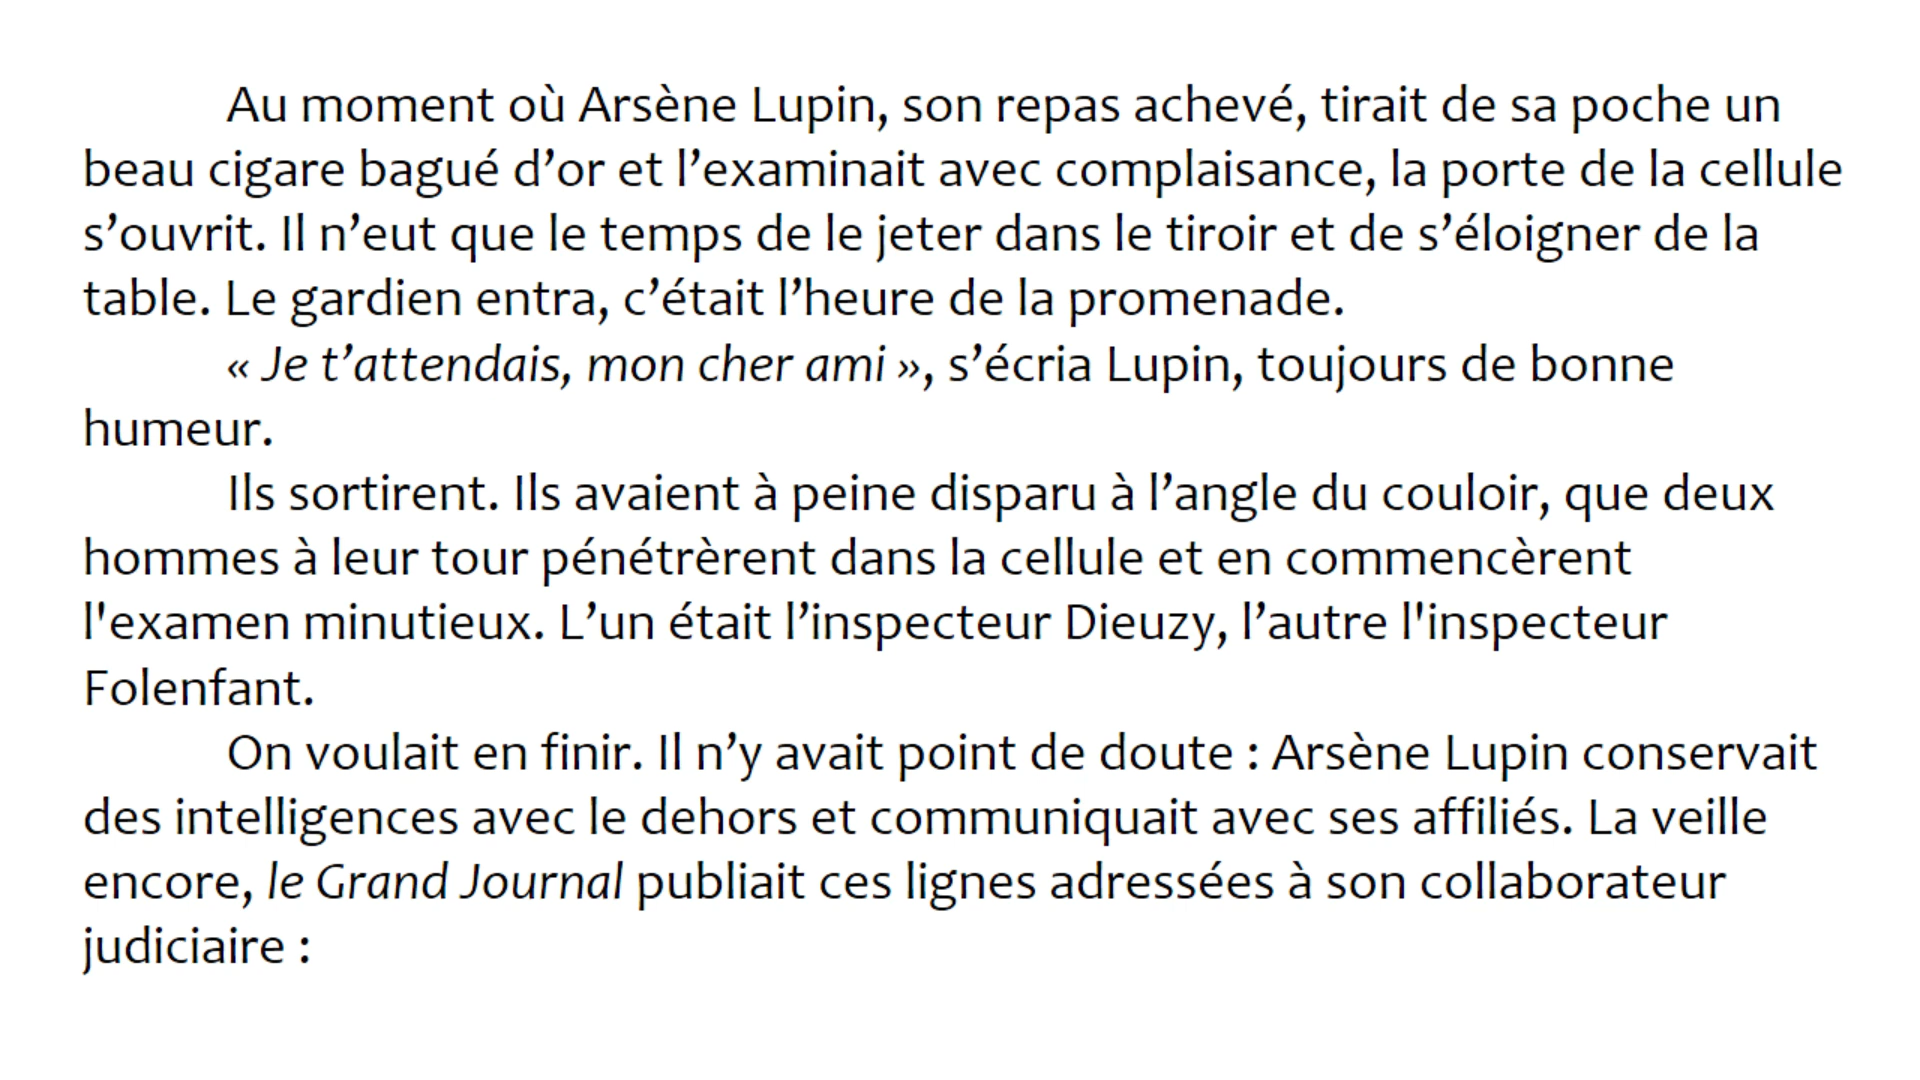 Au moment où Arsène Lupin, son repas achevé, tirait de sa poche un
beau cigare bagué d’or et l’examinait avec complaisance, la porte de la cellule
s’ouvrit. Il n’eut que le temps de le jeter dans le tiroir et de s’éloigner de la
table. Le gardien entra, c’était l’heure de la promenade.
« Je t’attendais, mon cher ami », s’écria Lupin, toujours de bonne
humeur.
Ils sortirent. Ils avaient à peine disparu à l’angle du couloir, que deux
hommes à leur tour pénétrèrent dans la cellule et en commencèrent
l'examen minutieux. L’un était l’inspecteur Dieuzy, l’autre l'inspecteur
Folenfant.
On voulait en finir. Il n’y avait point de doute : Arsène Lupin conservait
des intelligences avec le dehors et communiquait avec ses affiliés. La veille
encore, le Grand Journal publiait ces lignes adressées à son collaborateur
judiciaire :